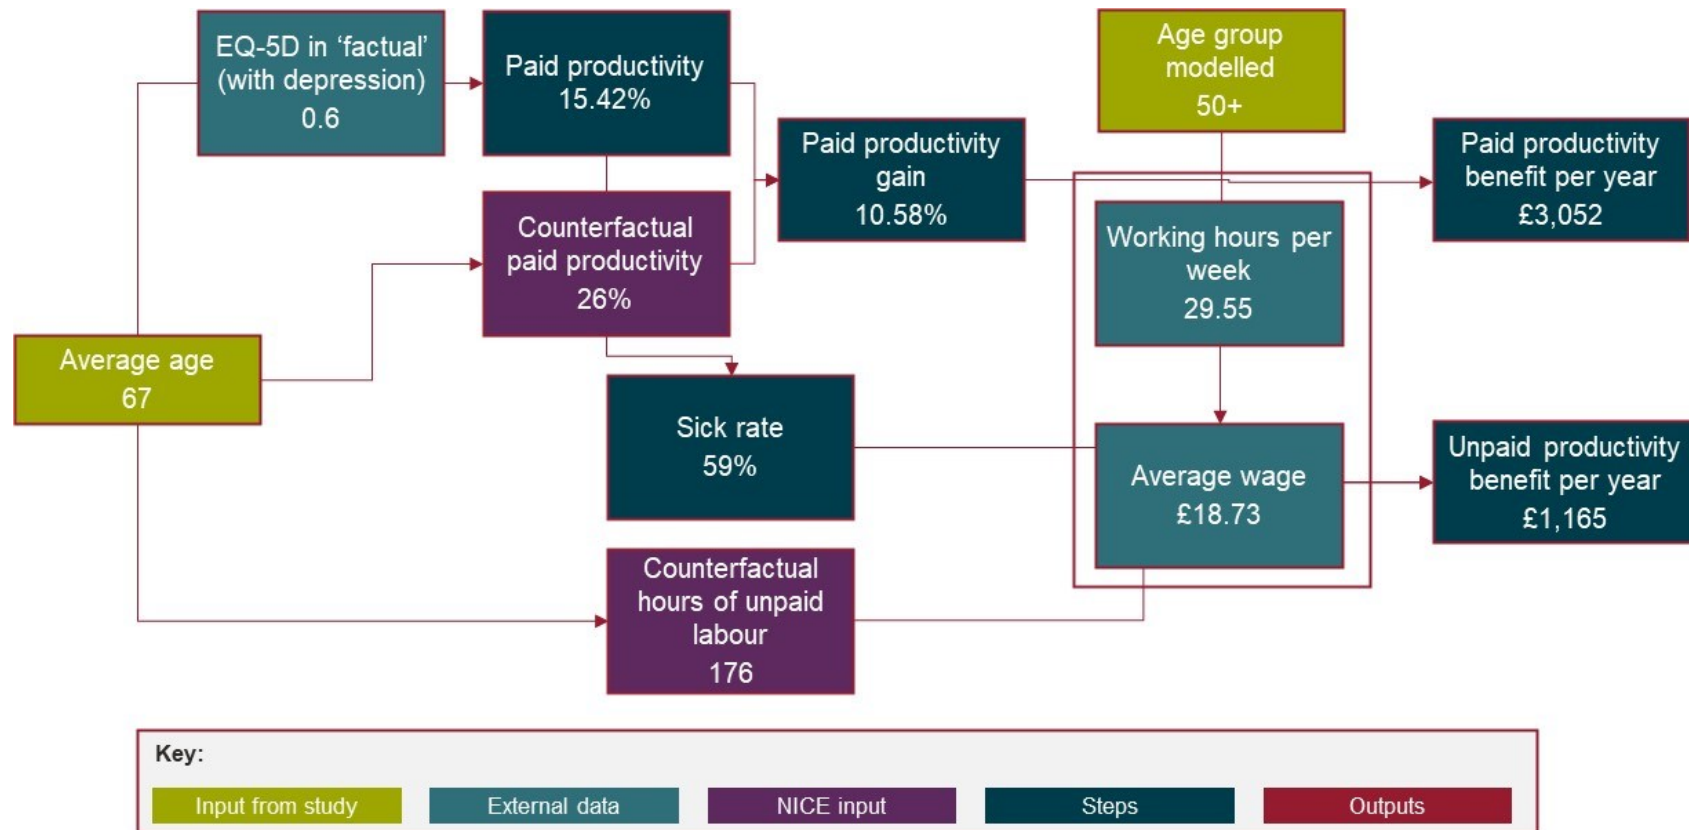 EQ-5D in ‘factual’
(with depression)
0.6
Paid productivity
15.42%
Age group
modelled
50+
Paid productivity
gain
10.58%
Paid productivity
benefit per year
£3,052
Counterfactual
paid productivity
26%
Working hours per
week
29.55
Average age
67
Sick rate
59%
Average wage
£18.73
Unpaid productivity
benefit per year
£1,165
Counterfactual
hours of unpaid
labour
176
Key:
Input from study
External data
NICE input
Steps
Outputs